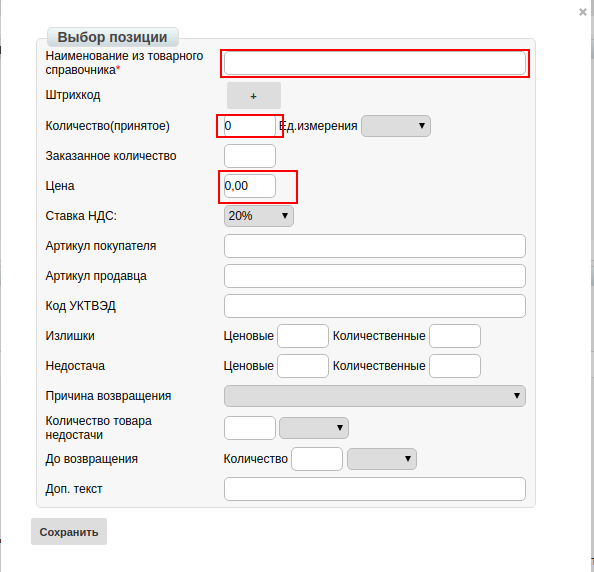 ×
Выбор позиции
Наименование из товарного
справочника*
Штрихкод +
Количество(принятое) 0 Ед.измерения
Заказанное количество
Цена 0,00
Ставка НДС: 20%
Артикул покупателя
Артикул продавца
Код УКТВЭД
Излишки Ценовые Количественные
Недостача Ценовые Количественные
Причина возвращения
Количество товара
недостачи
До возвращения Количество
Доп. текст
Сохранить